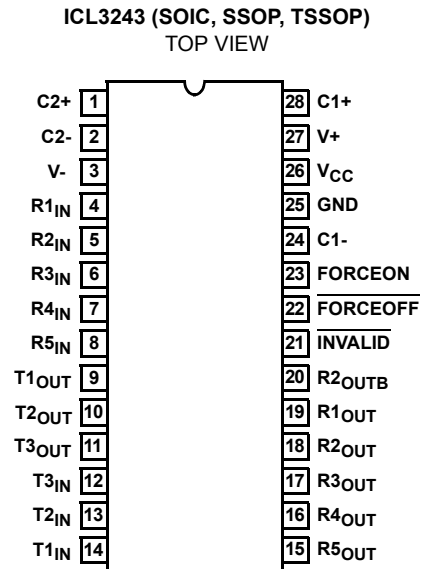 ICL3243 (SOIC, SSOP, TSSOP)
TOP VIEW
C2+ 1 28 C1+
C2- 2 27 V+
V- 3 26 VCC
R1IN 4 25 GND
R2IN 5 24 C1-
R3IN 6 23 FORCEON
R4IN 7 22 FORCEOFF
R5IN 8 21 INVALID
T1OUT 9 20 R2OUTB
T2OUT 10 19 R1OUT
T3OUT 11 18 R2OUT
T3IN 12 17 R3OUT
T2IN 13 16 R4OUT
T1IN 14 15 R5OUT